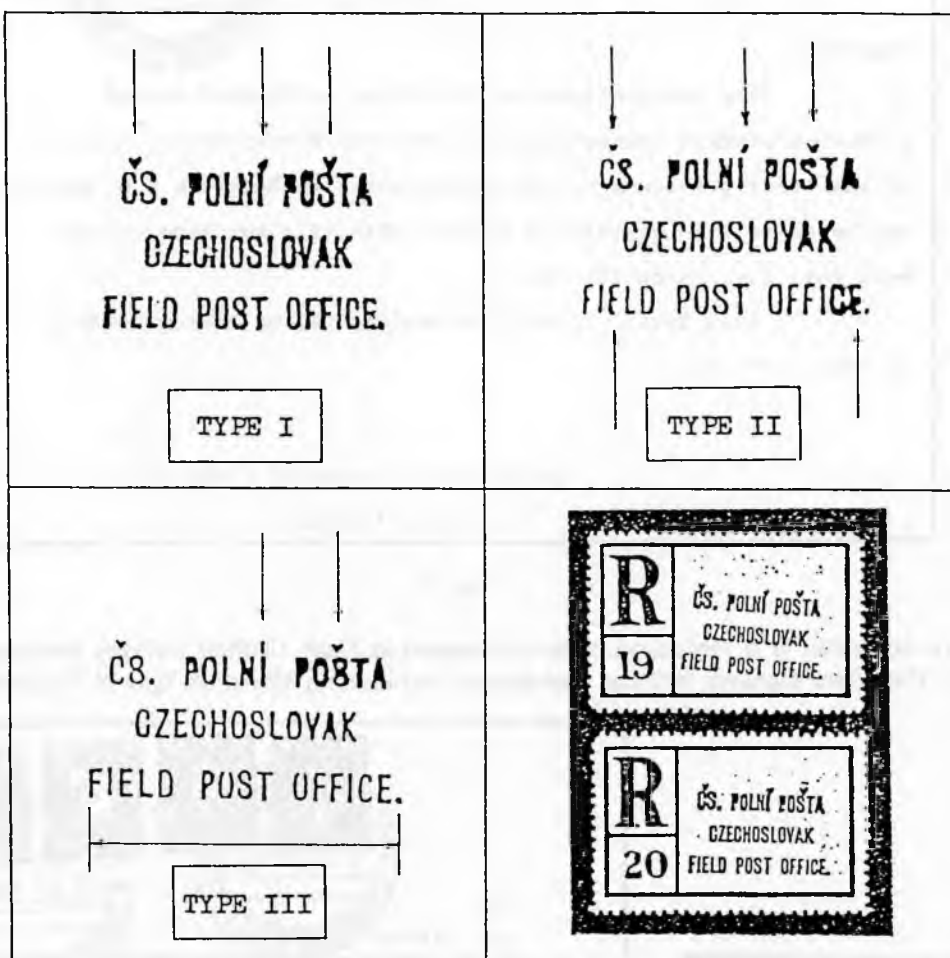 ČS. POLNÍ POŠTA
CZECHOSLOVAK
FIELD POST OFFICE.
TYPE I
ČS. POLNÍ POŠTA
CZECHOSLOVAK
FIELD POST OFFICE.
TYPE II
ČS. POLNÍ POŠTA
CZECHOSLOVAK
FIELD POST OFFICE.
TYPE III
R
19
ČS. POLNÍ POŠTA
CZECHOSLOVAK
FIELD POST OFFICE.
R
20
ČS. POLNÍ POŠTA
CZECHOSLOVAK
FIELD POST OFFICE.